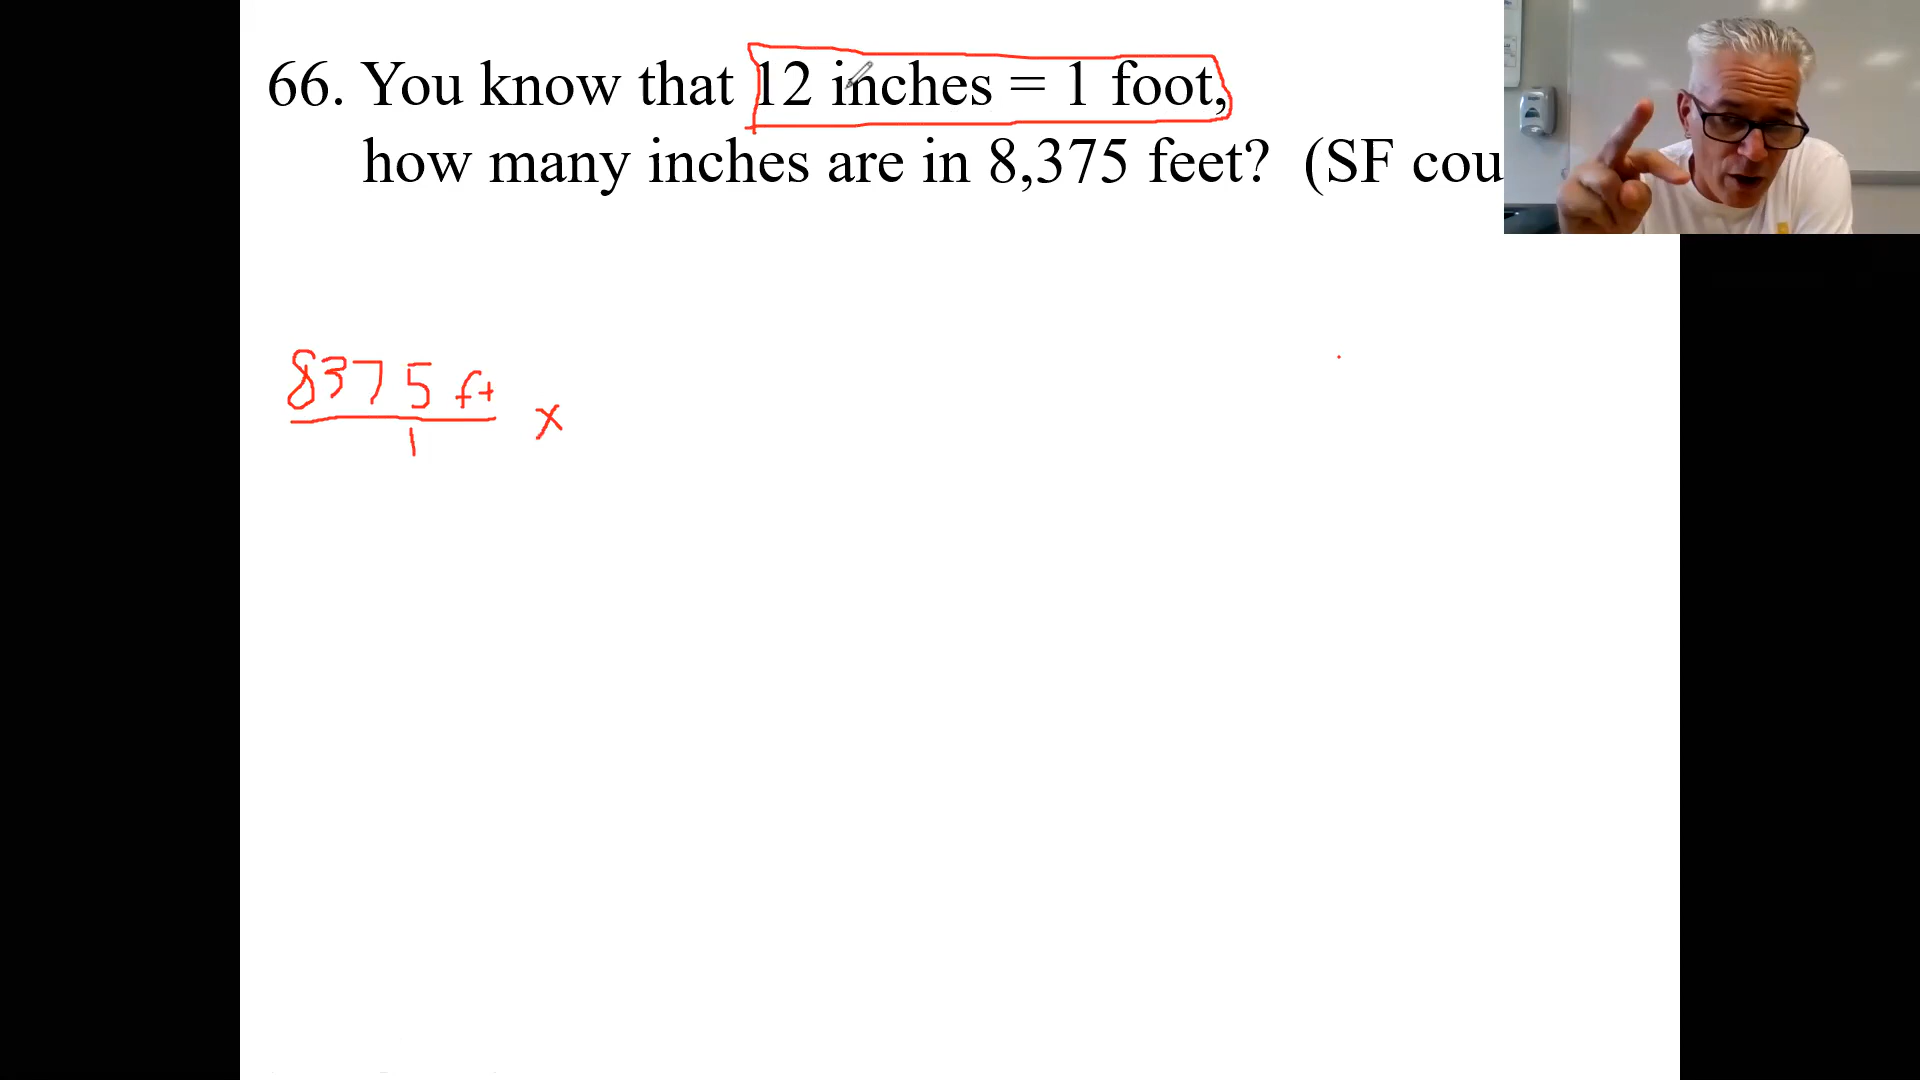 66. You know that 12 inches = 1 foot,
how many inches are in 8,375 feet? (SF cou
8375 ft x
1